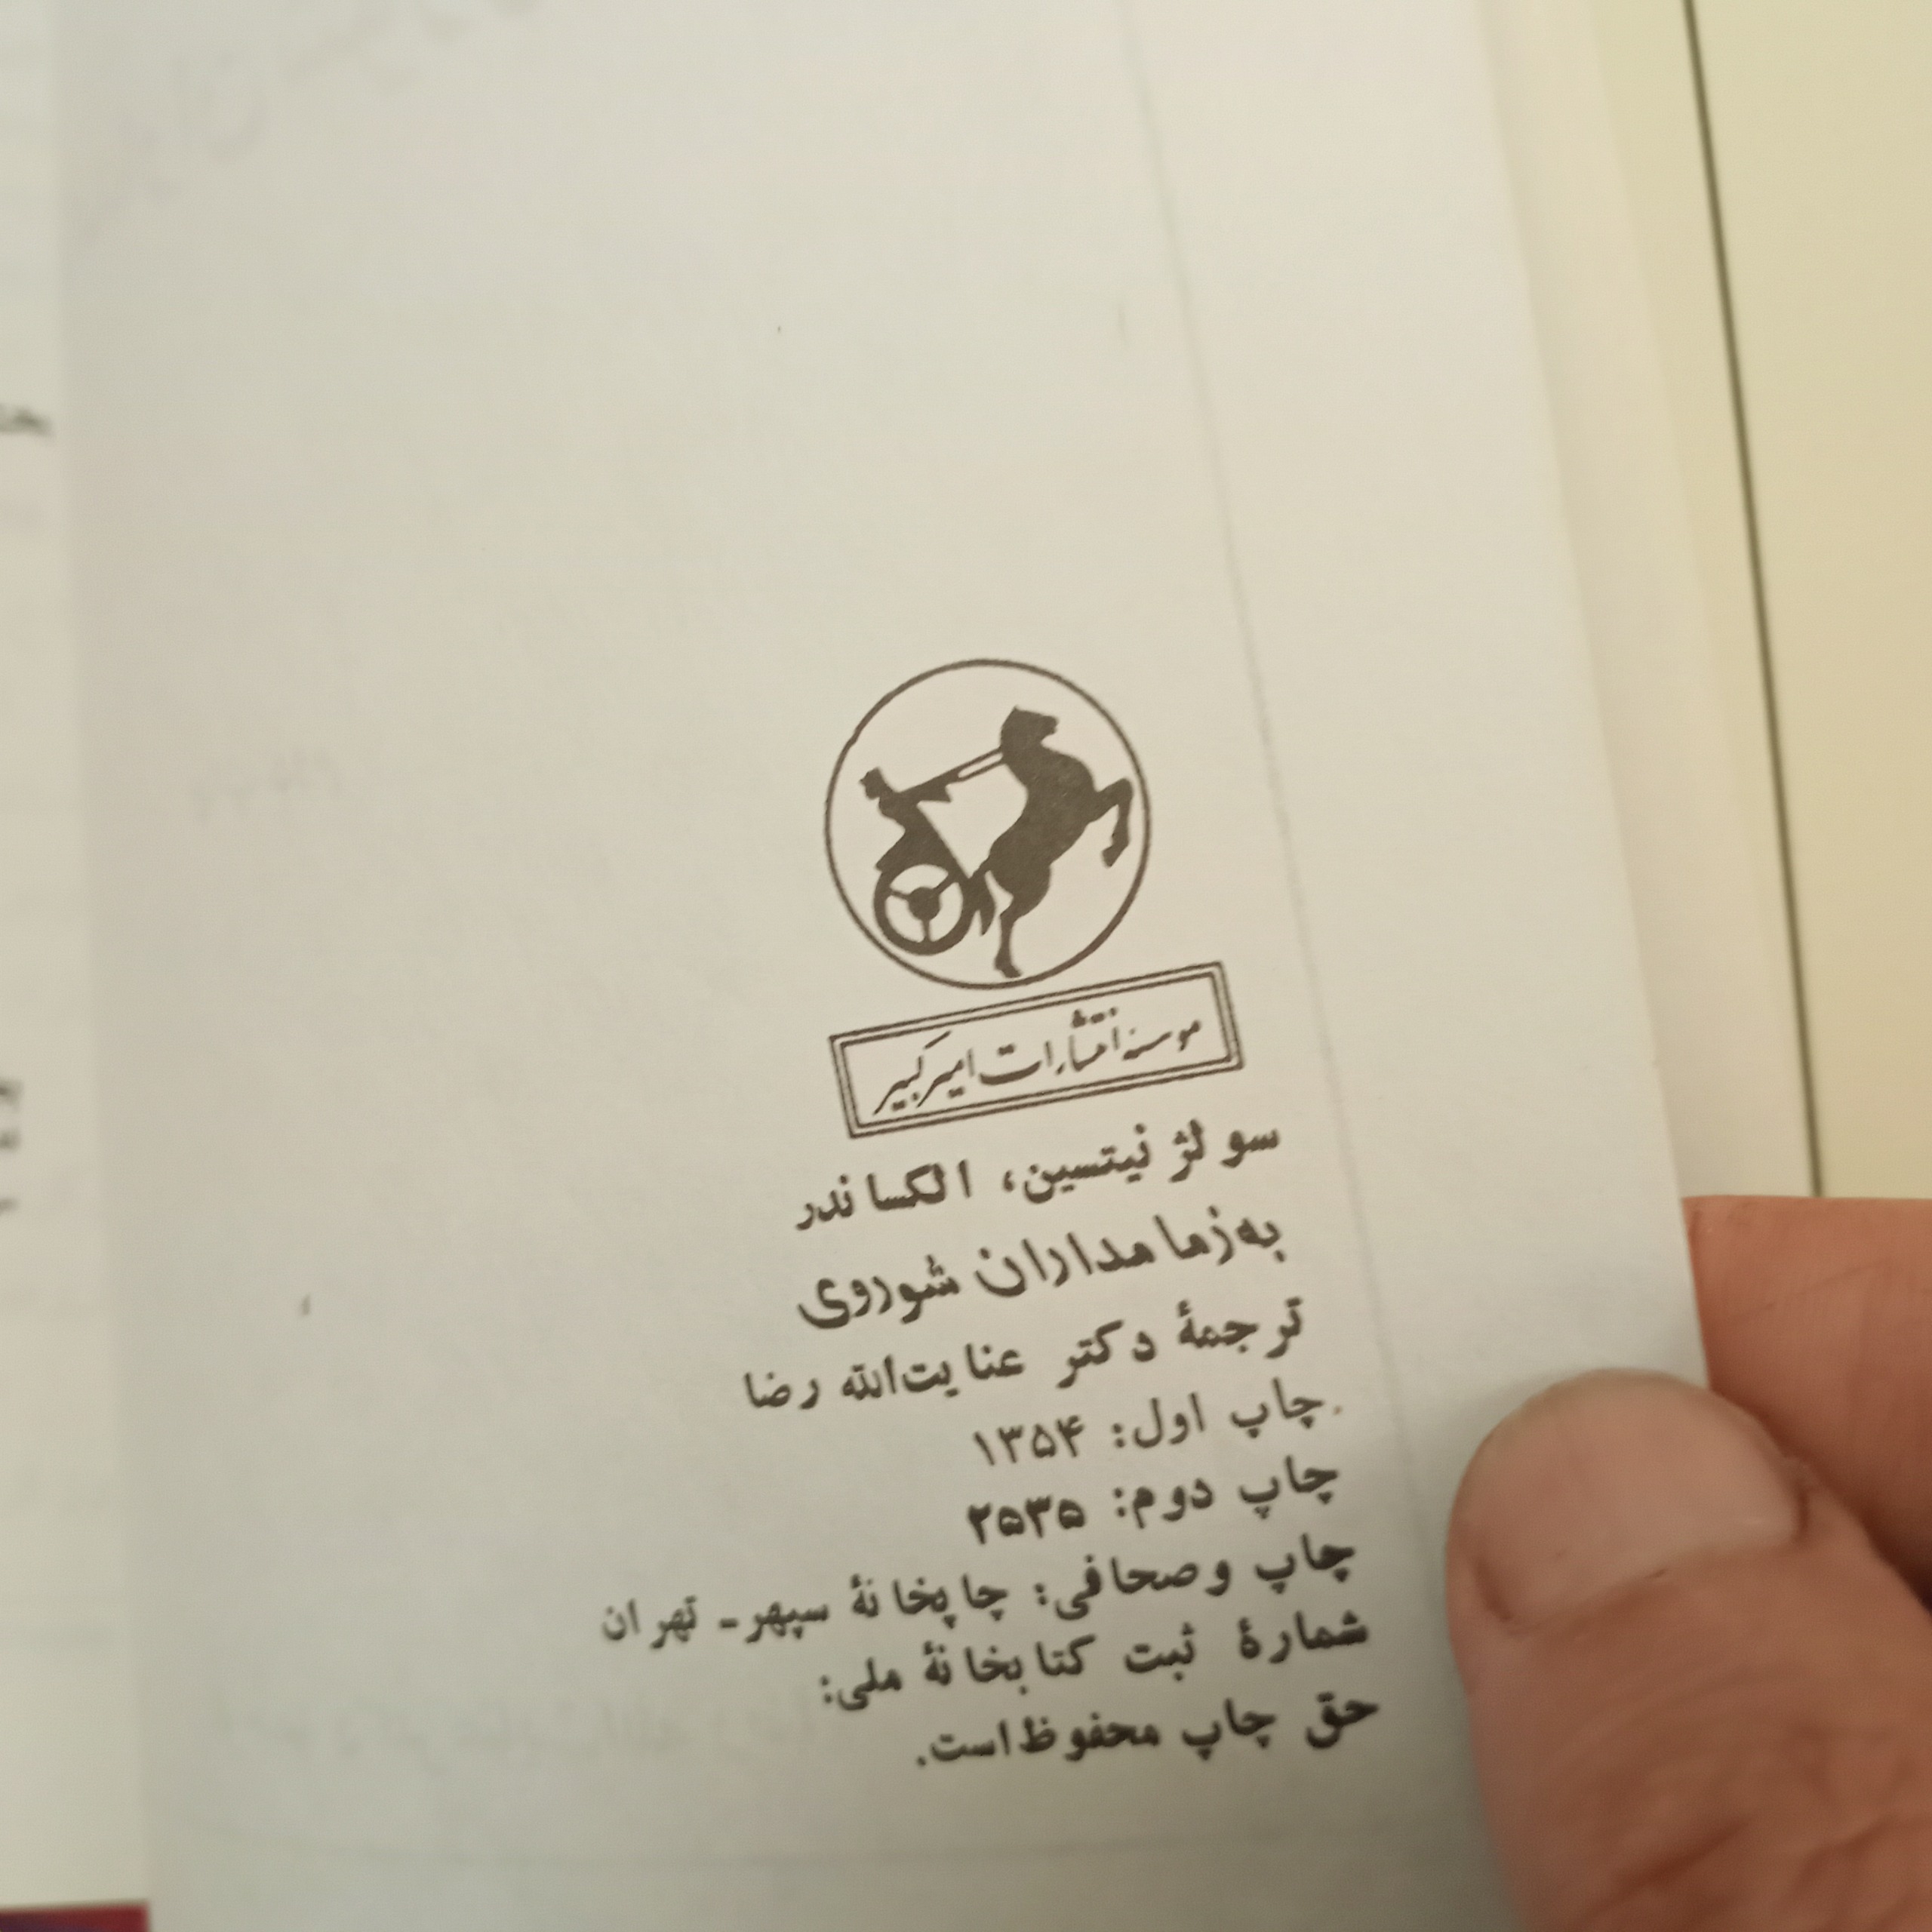 موسسه انتشارات امیرکبیر
سولژنیتسین، الکساندر
به‌زمامداران شوروی
ترجمهٔ دکتر عنایت‌الله رضا
چاپ اول: ۱۳۵۴
چاپ دوم: ۲۵۳۵
چاپ وصحافی: چاپخانهٔ سپهر- تهران
شمارهٔ ثبت کتابخانهٔ ملی:
حق چاپ محفوظ‌است.